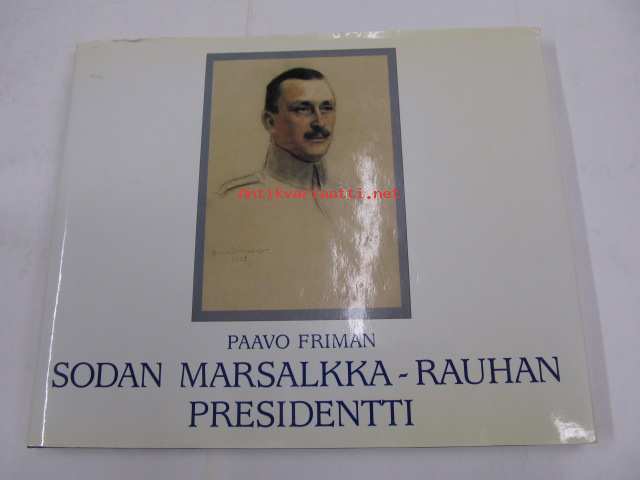 Antikvariaatti.net
PAAVO FRIMAN
SODAN MARSALKKA - RAUHAN
PRESIDENTTI